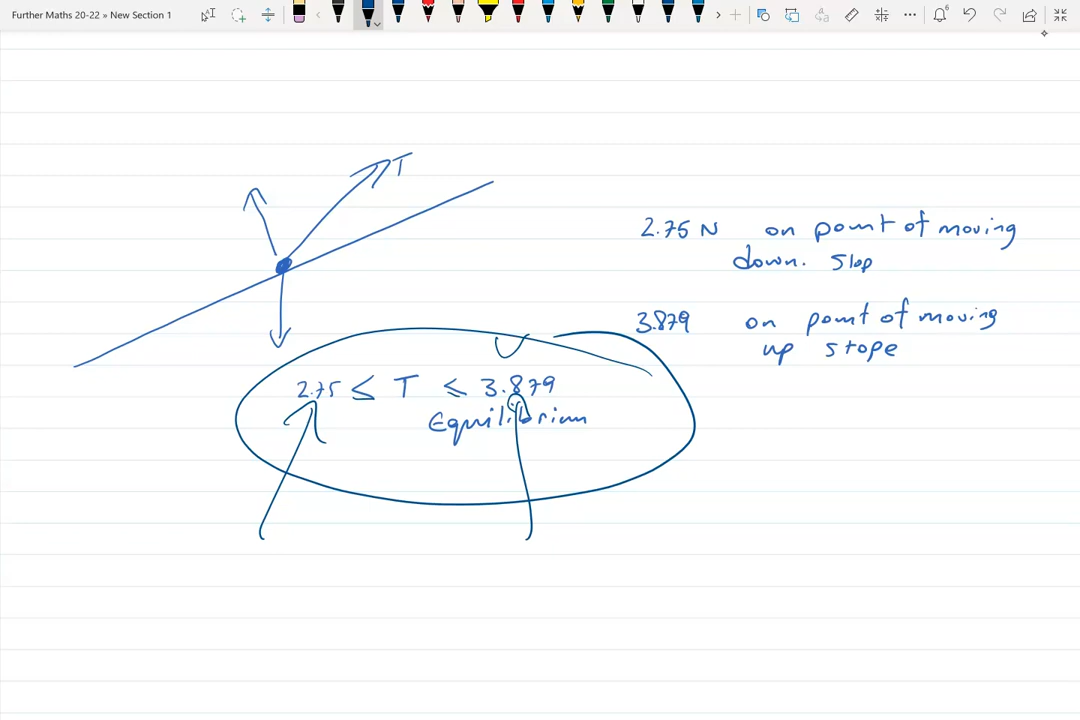 Further Maths 20-22 » New Section 1
T
2.75 N on point of moving
down. slop
3.879 on point of moving
up slope
2.75 ≤ T ≤ 3.879
Equilibrium